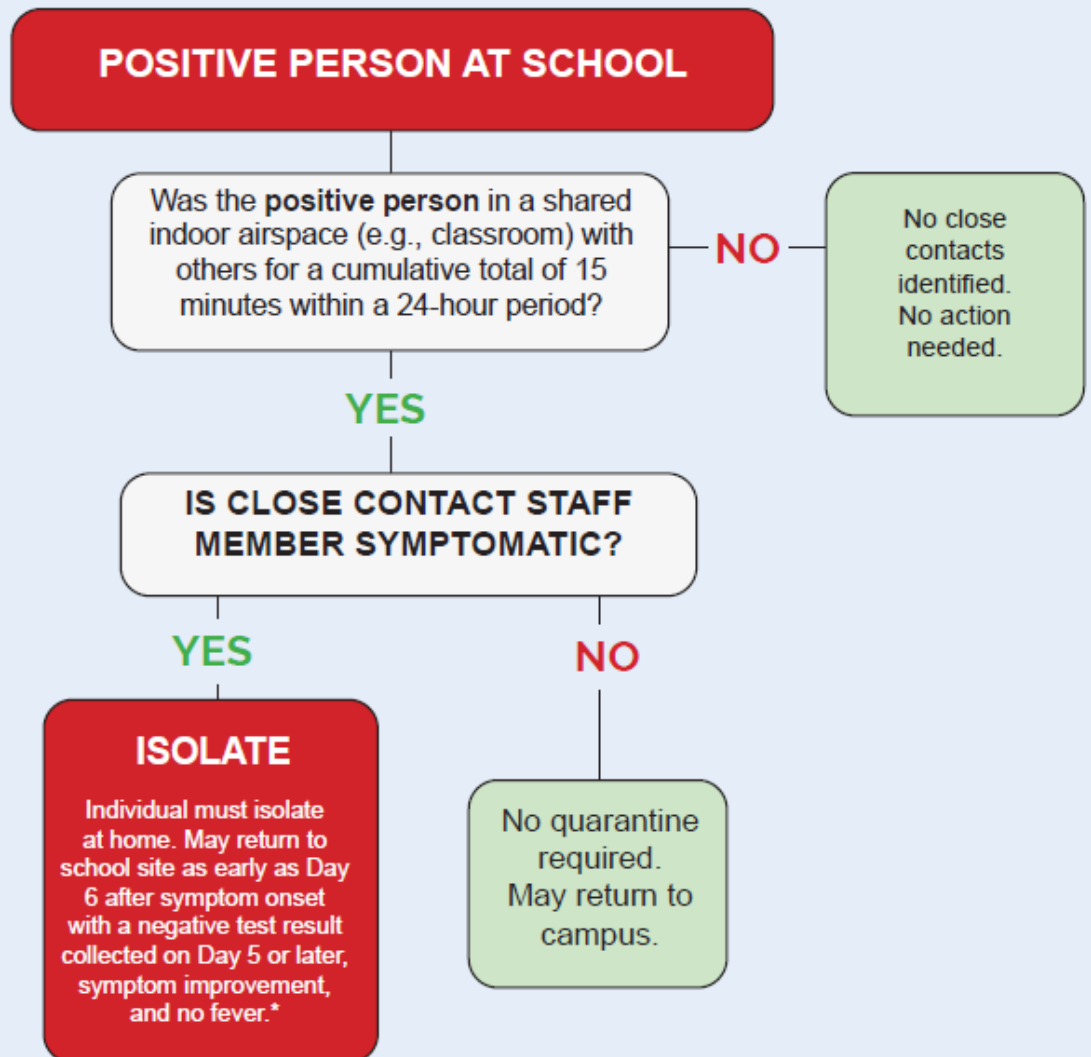 POSITIVE PERSON AT SCHOOL
Was the positive person in a shared
indoor airspace (e.g., classroom) with
others for a cumulative total of 15
minutes within a 24-hour period?
NO
No close
contacts
identified.
No action
needed.
YES
IS CLOSE CONTACT STAFF
MEMBER SYMPTOMATIC?
YES
NO
ISOLATE
Individual must isolate
at home. May return to
school site as early as Day
6 after symptom onset
with a negative test result
collected on Day 5 or later,
symptom improvement,
and no fever.*
No quarantine
required.
May return to
campus.